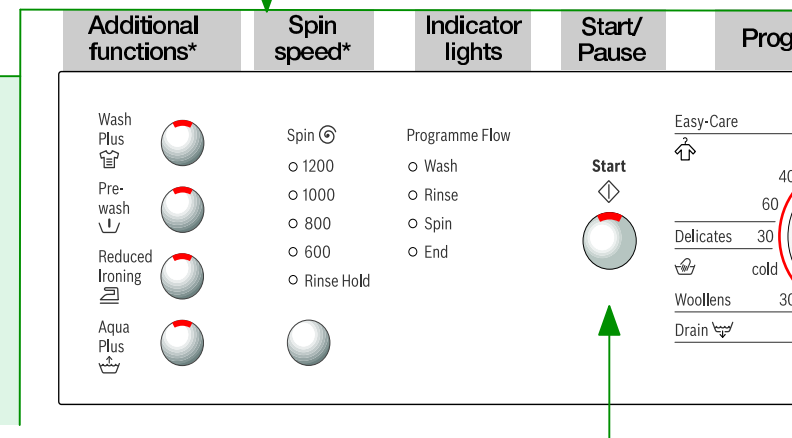 Additional
functions*
Spin
speed*
Indicator
lights
Start/
Pause
Prog
Wash
Plus
Pre-
wash
Reduced
Ironing
Aqua
Plus
Spin
1200
1000
800
600
Rinse Hold
Programme Flow
Wash
Rinse
Spin
End
Start
Easy-Care
40
60
Delicates 30
cold
Woollens 30
Drain